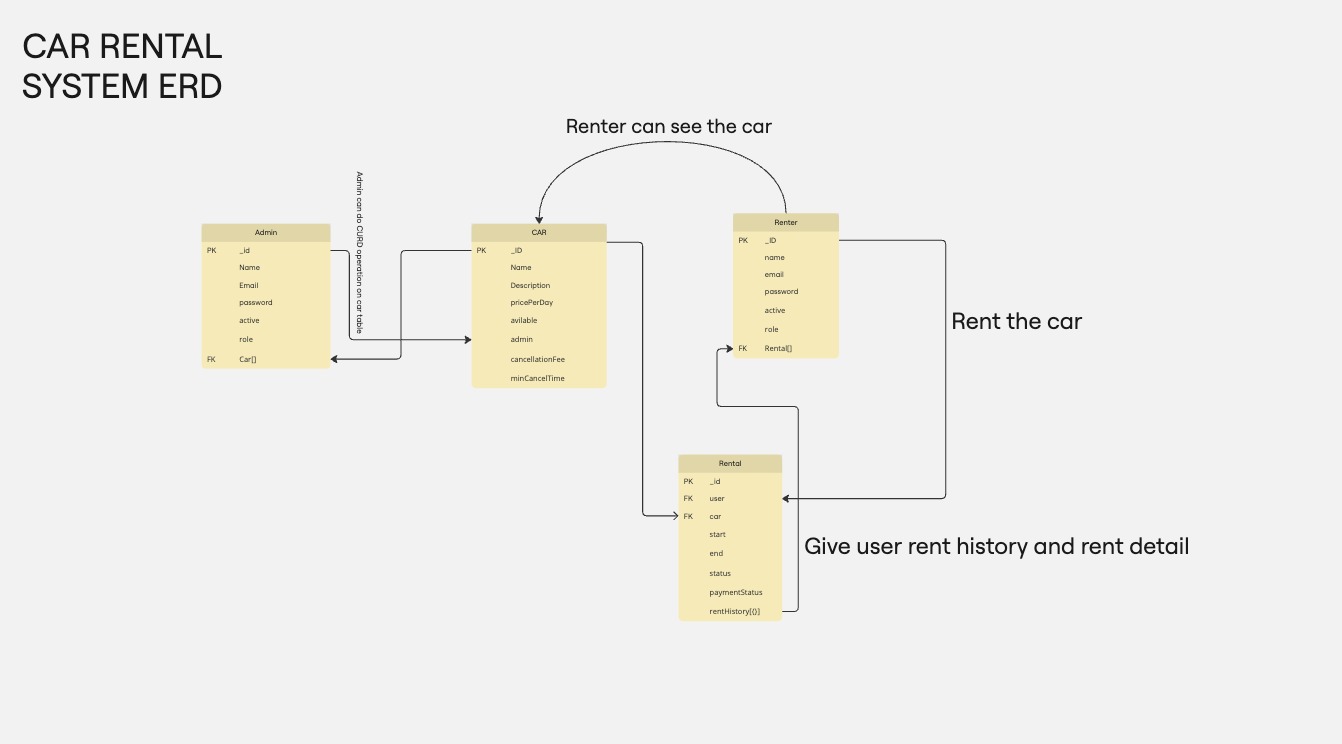 CAR RENTAL
SYSTEM ERD
Renter can see the car
Admin can do CURD operation on car table
Admin
PK _id
Name
Email
password
active
role
FK Car[]
CAR
PK _ID
Name
Description
pricePerDay
avilable
admin
cancellationFee
minCancelTime
Renter
PK _ID
name
email
password
active
role
FK Rental[]
Rent the car
Rental
PK _id
FK user
FK car
start
end
status
paymentStatus
rentHistory[{}]
Give user rent history and rent detail